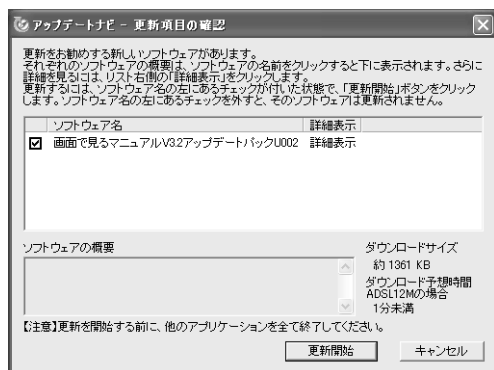 アップデートナビ - 更新項目の確認
更新をお勧めする新しいソフトウェアがあります。
それぞれのソフトウェアの概要は、ソフトウェアの名前をクリックすると下に表示されます。さらに
詳細を見るには、リスト右側の「詳細表示」をクリックします。
更新するには、ソフトウェア名の左にあるチェックが付いた状態で、「更新開始」ボタンをクリック
します。ソフトウェア名の左にあるチェックを外すと、そのソフトウェアは更新されません。
ソフトウェア名 詳細表示
画面で見るマニュアルV3.2アップデートパックU002 詳細表示
ソフトウェアの概要
ダウンロードサイズ
約 1361 KB
ダウンロード予想時間
ADSL12Mの場合
1分未満
【注意】更新を開始する前に、他のアプリケーションを全て終了してください。
更新開始 キャンセル